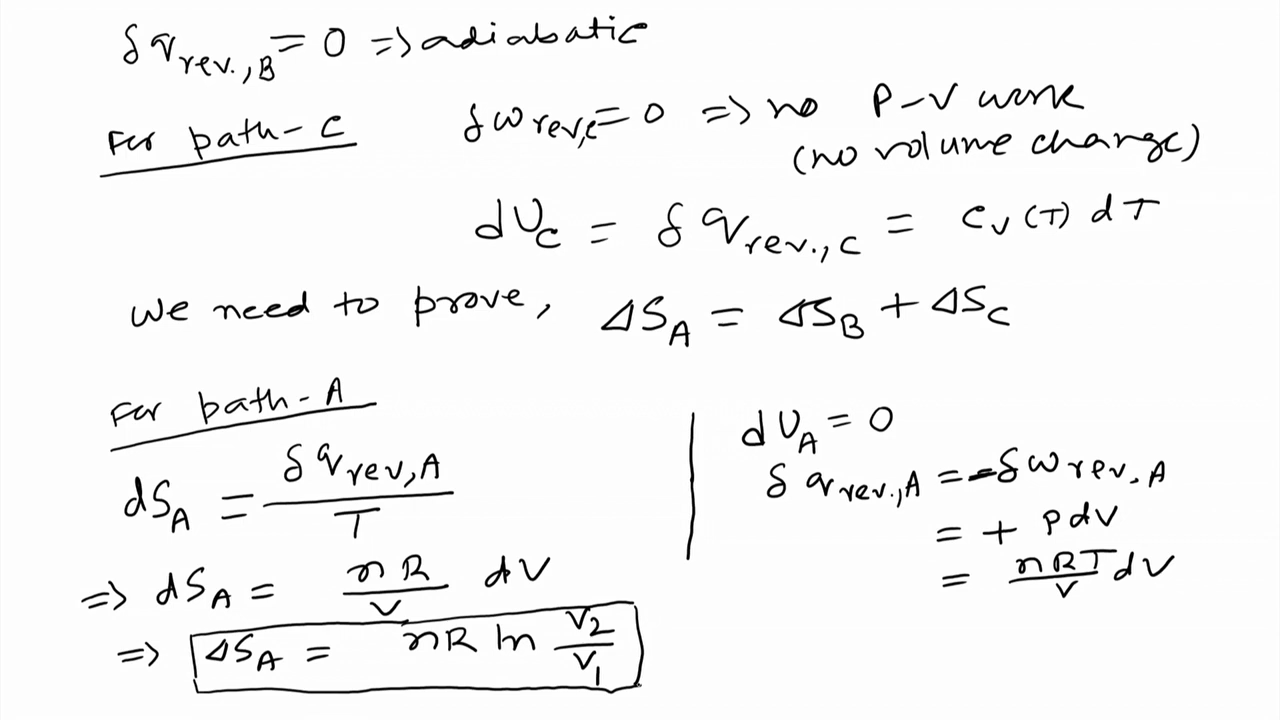 δq_rev.,B = 0 => adiabatic
For path-C δw_rev,c = 0 => no P-V work
(no volume change)
dU_C = δq_rev.,C = C_V(T) dT
We need to prove, ΔS_A = ΔS_B + ΔS_C
For path-A
dS_A = δq_rev,A / T
=> dS_A = nR/V dV
=> ΔS_A = nR ln V_2/V_1
dU_A = 0
δq_rev.,A = -δw_rev.A
= + pdV
= nRT/V dV